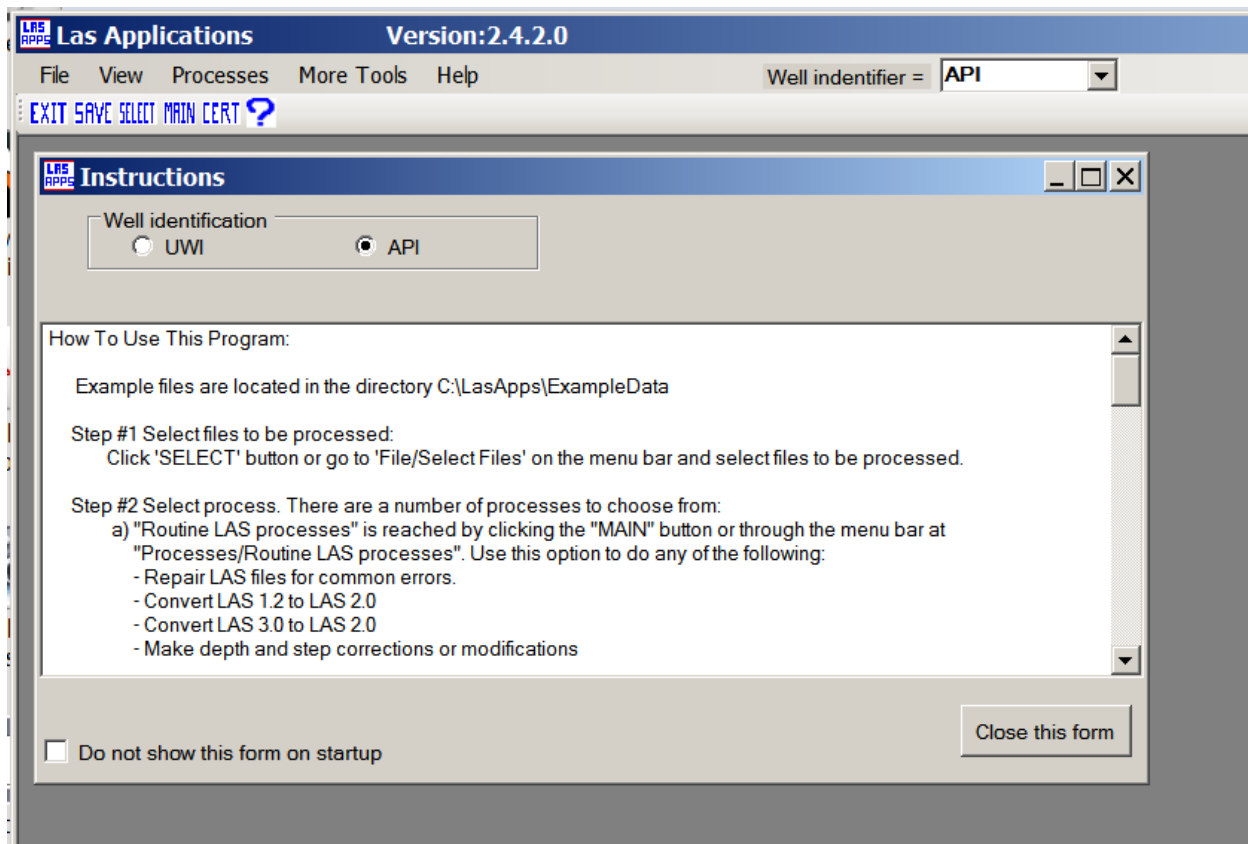 LAS APPS Las Applications Version:2.4.2.0
File View Processes More Tools Help Well indentifier = API
EXIT SAVE SELECT MAIN CERT ?
LAS APPS Instructions
Well identification
UWI API
How To Use This Program:
Example files are located in the directory C:\LasApps\ExampleData
Step #1 Select files to be processed:
Click 'SELECT' button or go to 'File/Select Files' on the menu bar and select files to be processed.
Step #2 Select process. There are a number of processes to choose from:
a) "Routine LAS processes" is reached by clicking the "MAIN" button or through the menu bar at
"Processes/Routine LAS processes". Use this option to do any of the following:
- Repair LAS files for common errors.
- Convert LAS 1.2 to LAS 2.0
- Convert LAS 3.0 to LAS 2.0
- Make depth and step corrections or modifications
Close this form
Do not show this form on startup